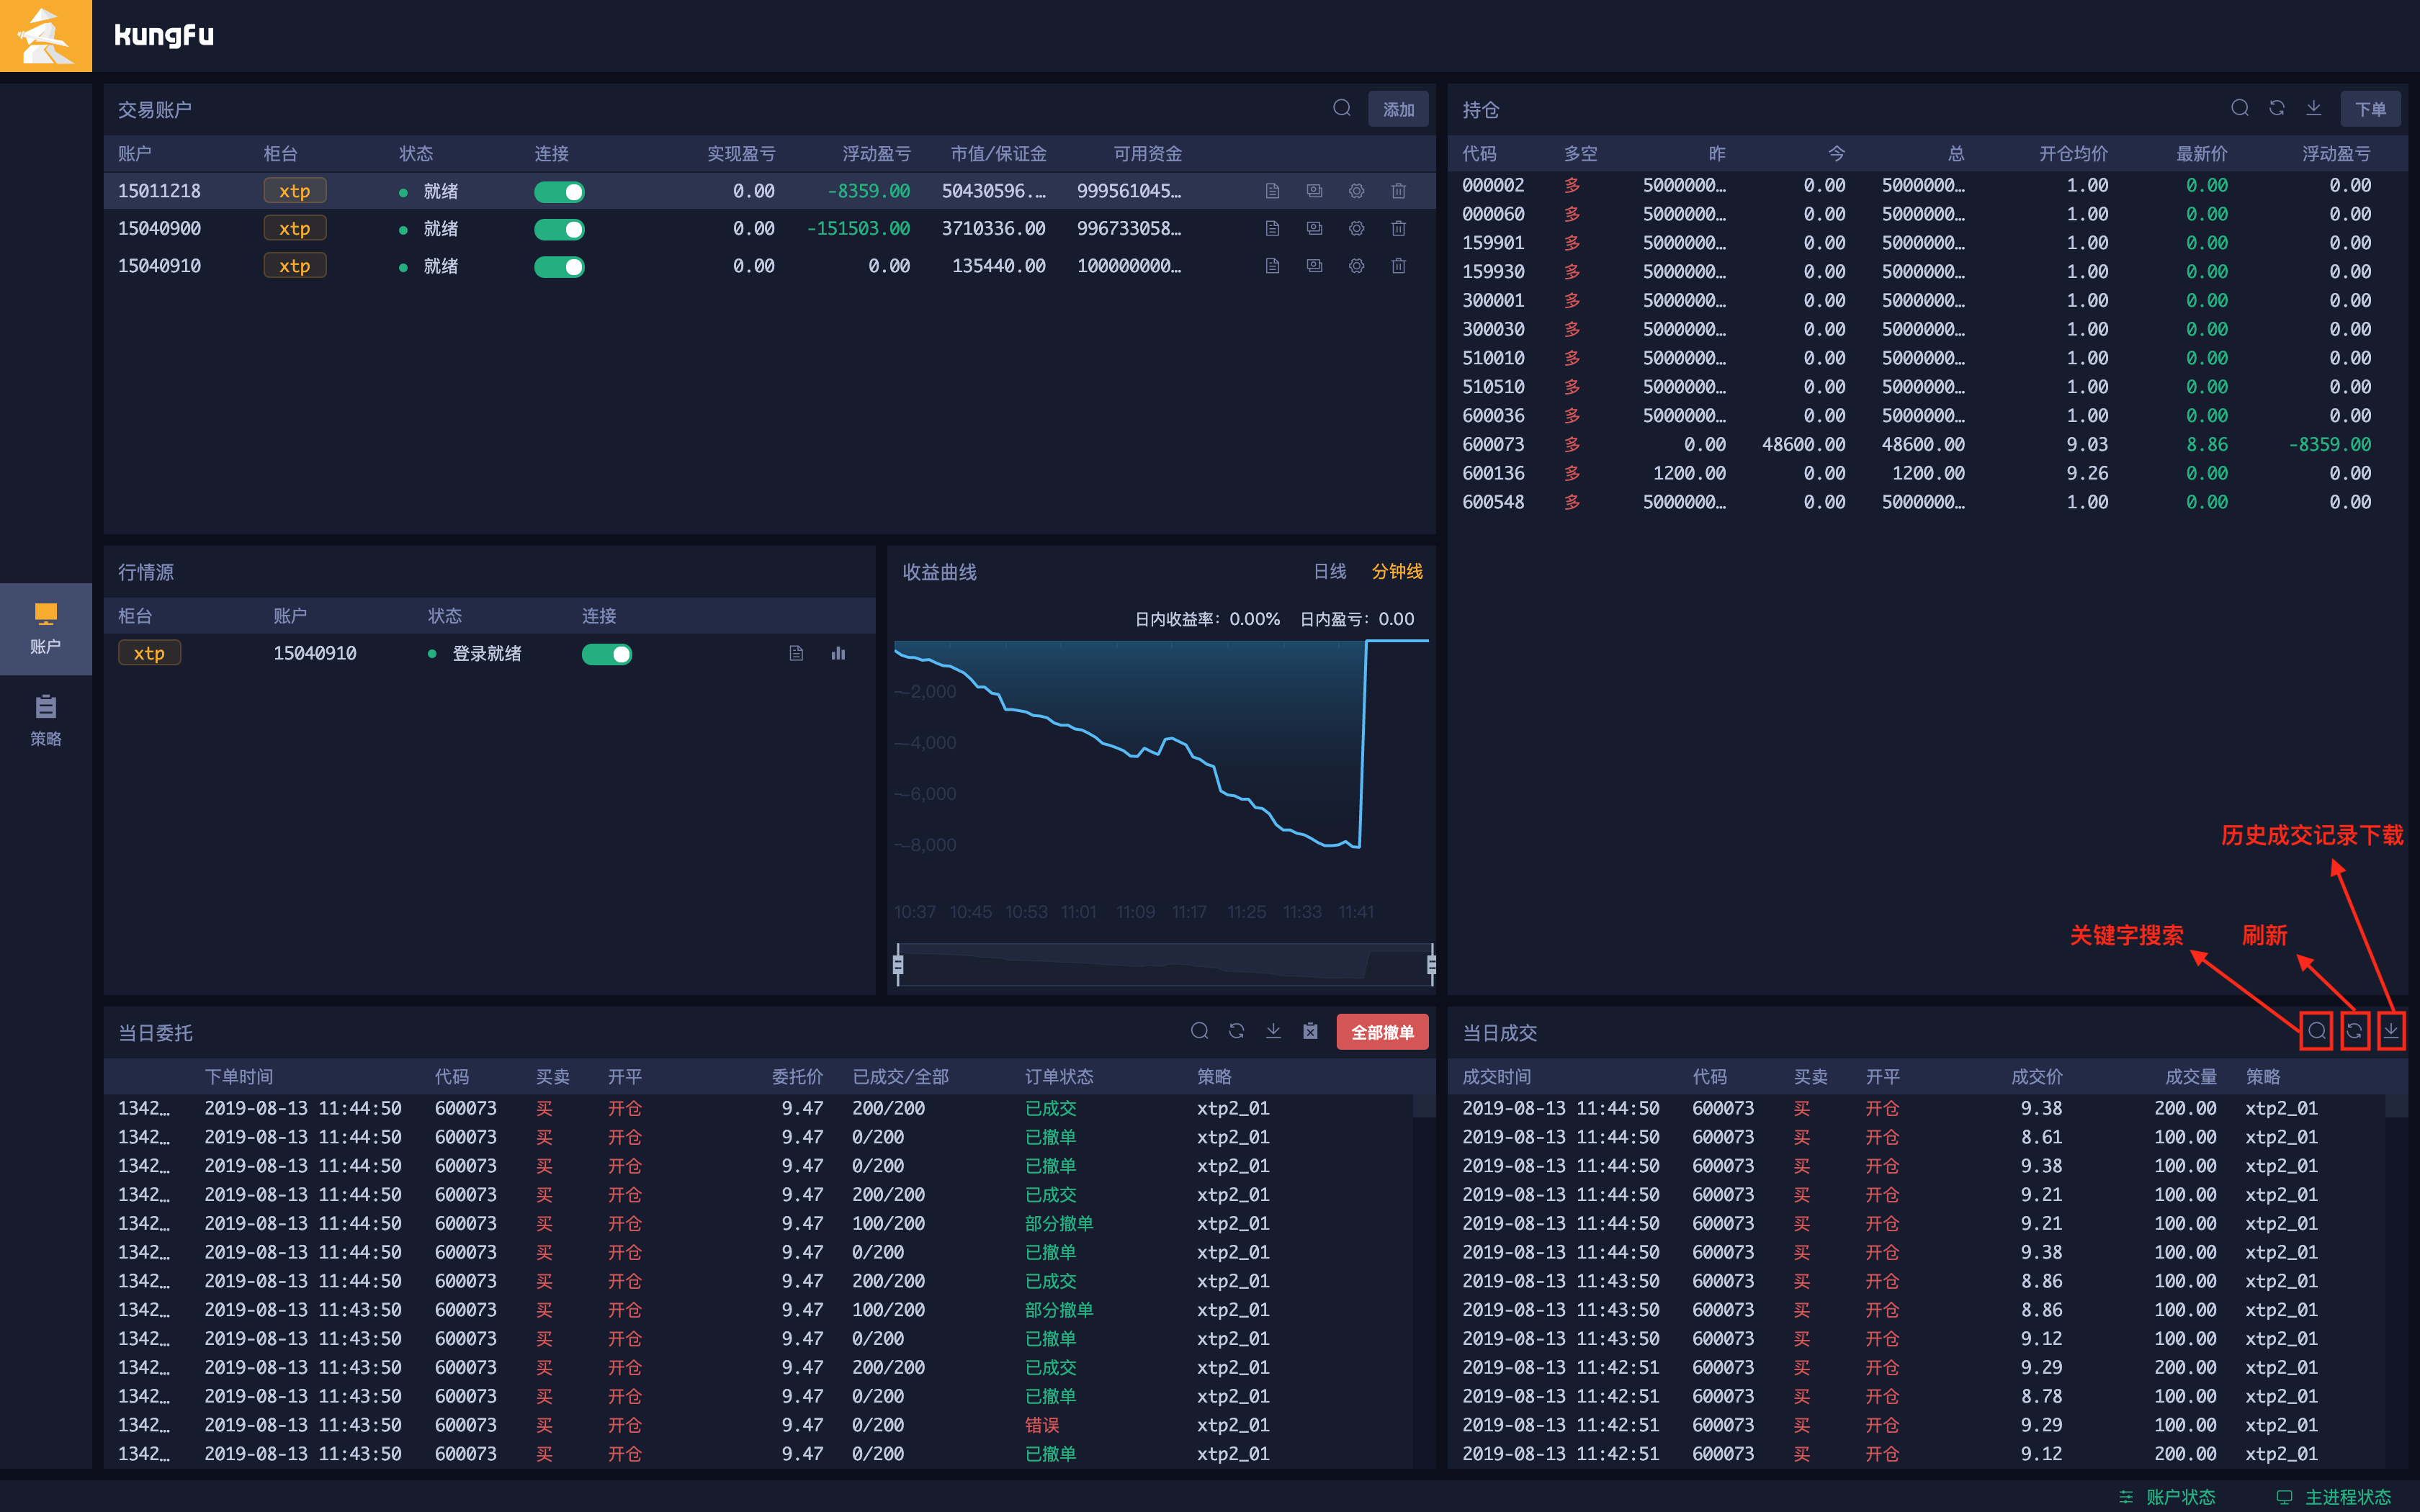 kungfu
交易账户
添加
账户 柜台 状态 连接 实现盈亏 浮动盈亏 市值/保证金 可用资金
15011218 xtp 就绪 0.00 -8359.00 50430596.... 999561045...
15040900 xtp 就绪 0.00 -151503.00 3710336.00 996733058...
15040910 xtp 就绪 0.00 0.00 135440.00 100000000...
持仓
下单
代码 多空 昨 今 总 开仓均价 最新价 浮动盈亏
000002 多 5000000... 0.00 5000000... 1.00 0.00 0.00
000060 多 5000000... 0.00 5000000... 1.00 0.00 0.00
159901 多 5000000... 0.00 5000000... 1.00 0.00 0.00
159930 多 5000000... 0.00 5000000... 1.00 0.00 0.00
300001 多 5000000... 0.00 5000000... 1.00 0.00 0.00
300030 多 5000000... 0.00 5000000... 1.00 0.00 0.00
510010 多 5000000... 0.00 5000000... 1.00 0.00 0.00
510510 多 5000000... 0.00 5000000... 1.00 0.00 0.00
600036 多 5000000... 0.00 5000000... 1.00 0.00 0.00
600073 多 0.00 48600.00 48600.00 9.03 8.86 -8359.00
600136 多 1200.00 0.00 1200.00 9.26 0.00 0.00
600548 多 5000000... 0.00 5000000... 1.00 0.00 0.00
账户
策略
行情源
柜台 账户 状态 连接
xtp 15040910 登录就绪
收益曲线 日线 分钟线
日内收益率: 0.00% 日内盈亏: 0.00
-2,000
-4,000
-6,000
-8,000
10:37 10:45 10:53 11:01 11:09 11:17 11:25 11:33 11:41
历史成交记录下载
关键字搜索 刷新
当日委托
全部撤单
下单时间 代码 买卖 开平 委托价 已成交/全部 订单状态 策略
1342... 2019-08-13 11:44:50 600073 买 开仓 9.47 200/200 已成交 xtp2_01
1342... 2019-08-13 11:44:50 600073 买 开仓 9.47 0/200 已撤单 xtp2_01
1342... 2019-08-13 11:44:50 600073 买 开仓 9.47 0/200 已撤单 xtp2_01
1342... 2019-08-13 11:44:50 600073 买 开仓 9.47 200/200 已成交 xtp2_01
1342... 2019-08-13 11:44:50 600073 买 开仓 9.47 100/200 部分撤单 xtp2_01
1342... 2019-08-13 11:44:50 600073 买 开仓 9.47 0/200 已撤单 xtp2_01
1342... 2019-08-13 11:44:50 600073 买 开仓 9.47 200/200 已成交 xtp2_01
1342... 2019-08-13 11:43:50 600073 买 开仓 9.47 100/200 部分撤单 xtp2_01
1342... 2019-08-13 11:43:50 600073 买 开仓 9.47 0/200 已撤单 xtp2_01
1342... 2019-08-13 11:43:50 600073 买 开仓 9.47 200/200 已成交 xtp2_01
1342... 2019-08-13 11:43:50 600073 买 开仓 9.47 0/200 已撤单 xtp2_01
1342... 2019-08-13 11:43:50 600073 买 开仓 9.47 0/200 错误 xtp2_01
1342... 2019-08-13 11:43:50 600073 买 开仓 9.47 0/200 已撤单 xtp2_01
当日成交
成交时间 代码 买卖 开平 成交价 成交量 策略
2019-08-13 11:44:50 600073 买 开仓 9.38 200.00 xtp2_01
2019-08-13 11:44:50 600073 买 开仓 8.61 100.00 xtp2_01
2019-08-13 11:44:50 600073 买 开仓 9.38 100.00 xtp2_01
2019-08-13 11:44:50 600073 买 开仓 9.21 100.00 xtp2_01
2019-08-13 11:44:50 600073 买 开仓 9.21 100.00 xtp2_01
2019-08-13 11:44:50 600073 买 开仓 9.38 100.00 xtp2_01
2019-08-13 11:43:50 600073 买 开仓 8.86 100.00 xtp2_01
2019-08-13 11:43:50 600073 买 开仓 8.86 100.00 xtp2_01
2019-08-13 11:43:50 600073 买 开仓 9.12 100.00 xtp2_01
2019-08-13 11:42:51 600073 买 开仓 9.29 200.00 xtp2_01
2019-08-13 11:42:51 600073 买 开仓 8.78 100.00 xtp2_01
2019-08-13 11:42:51 600073 买 开仓 9.29 100.00 xtp2_01
2019-08-13 11:42:51 600073 买 开仓 9.12 200.00 xtp2_01
账户状态 主进程状态